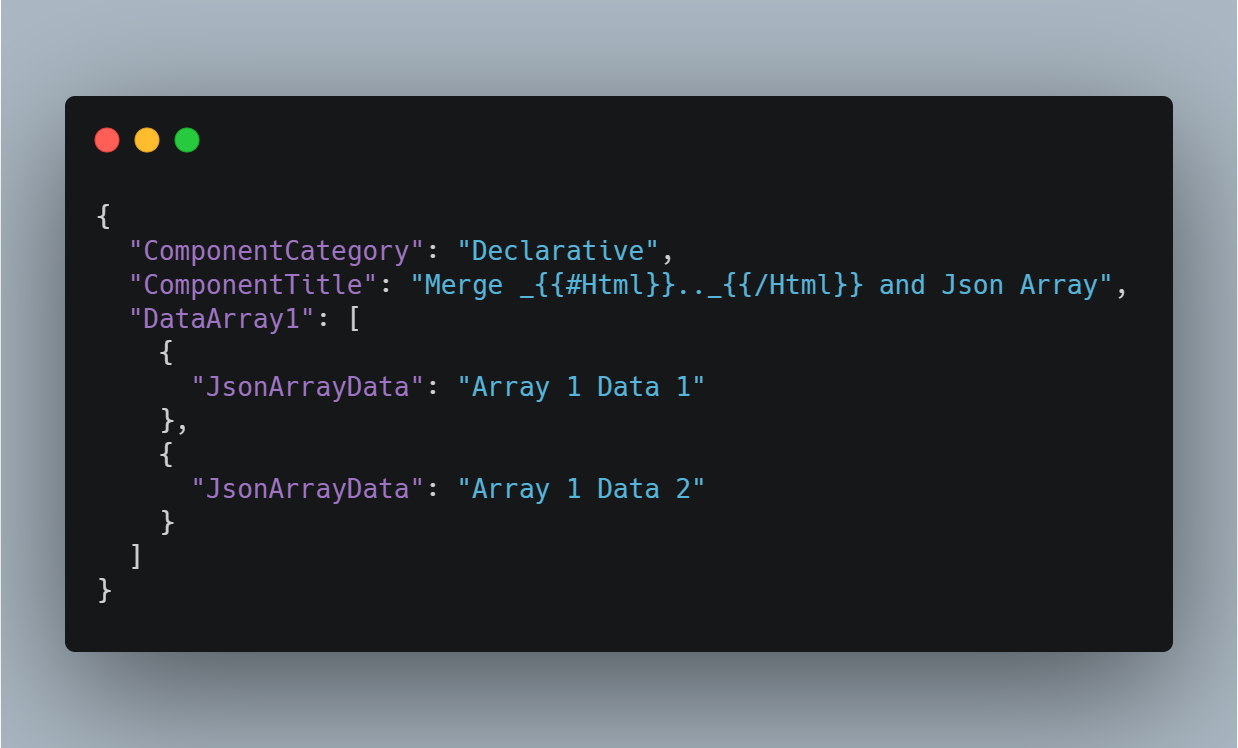 {
  "ComponentCategory": "Declarative",
  "ComponentTitle": "Merge _{{#Html}}.._{{/Html}} and Json Array",
  "DataArray1": [
    {
      "JsonArrayData": "Array 1 Data 1"
    },
    {
      "JsonArrayData": "Array 1 Data 2"
    }
  ]
}